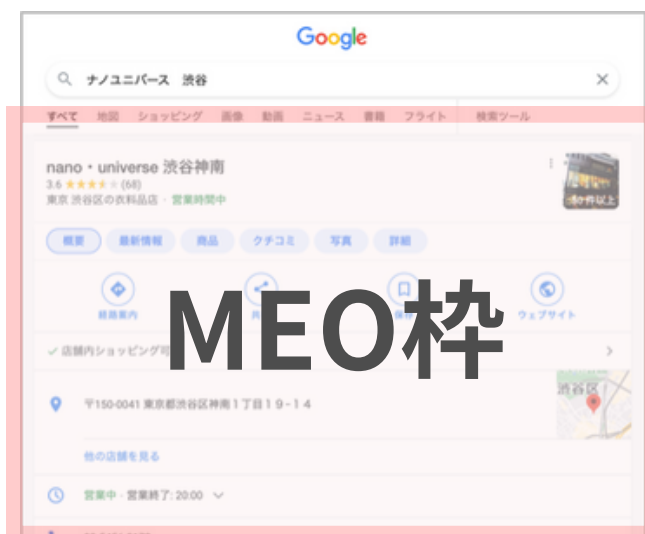 Google
ナノユニバース 渋谷
すべて 地図 ショッピング 画像 動画 ニュース 書籍 フライト 検索ツール
nano・universe 渋谷神南
3.6 ★★★★☆ (68)
東京 渋谷区の衣料品店・営業時間中
50 件以上
概要 最新情報 商品 クチコミ 写真 詳細
経路案内 保存 ウェブサイト
MEO枠
✓ 店舗内ショッピング可
渋谷区
〒150-0041 東京都渋谷区神南1丁目19-14
他の店舗を見る
営業中・営業終了: 20:00